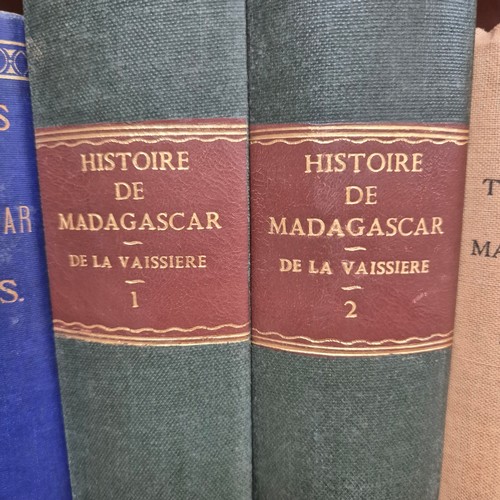 HISTOIRE
DE
MADAGASCAR
DE LA VAISSIERE
1
HISTOIRE
DE
MADAGASCAR
DE LA VAISSIERE
2